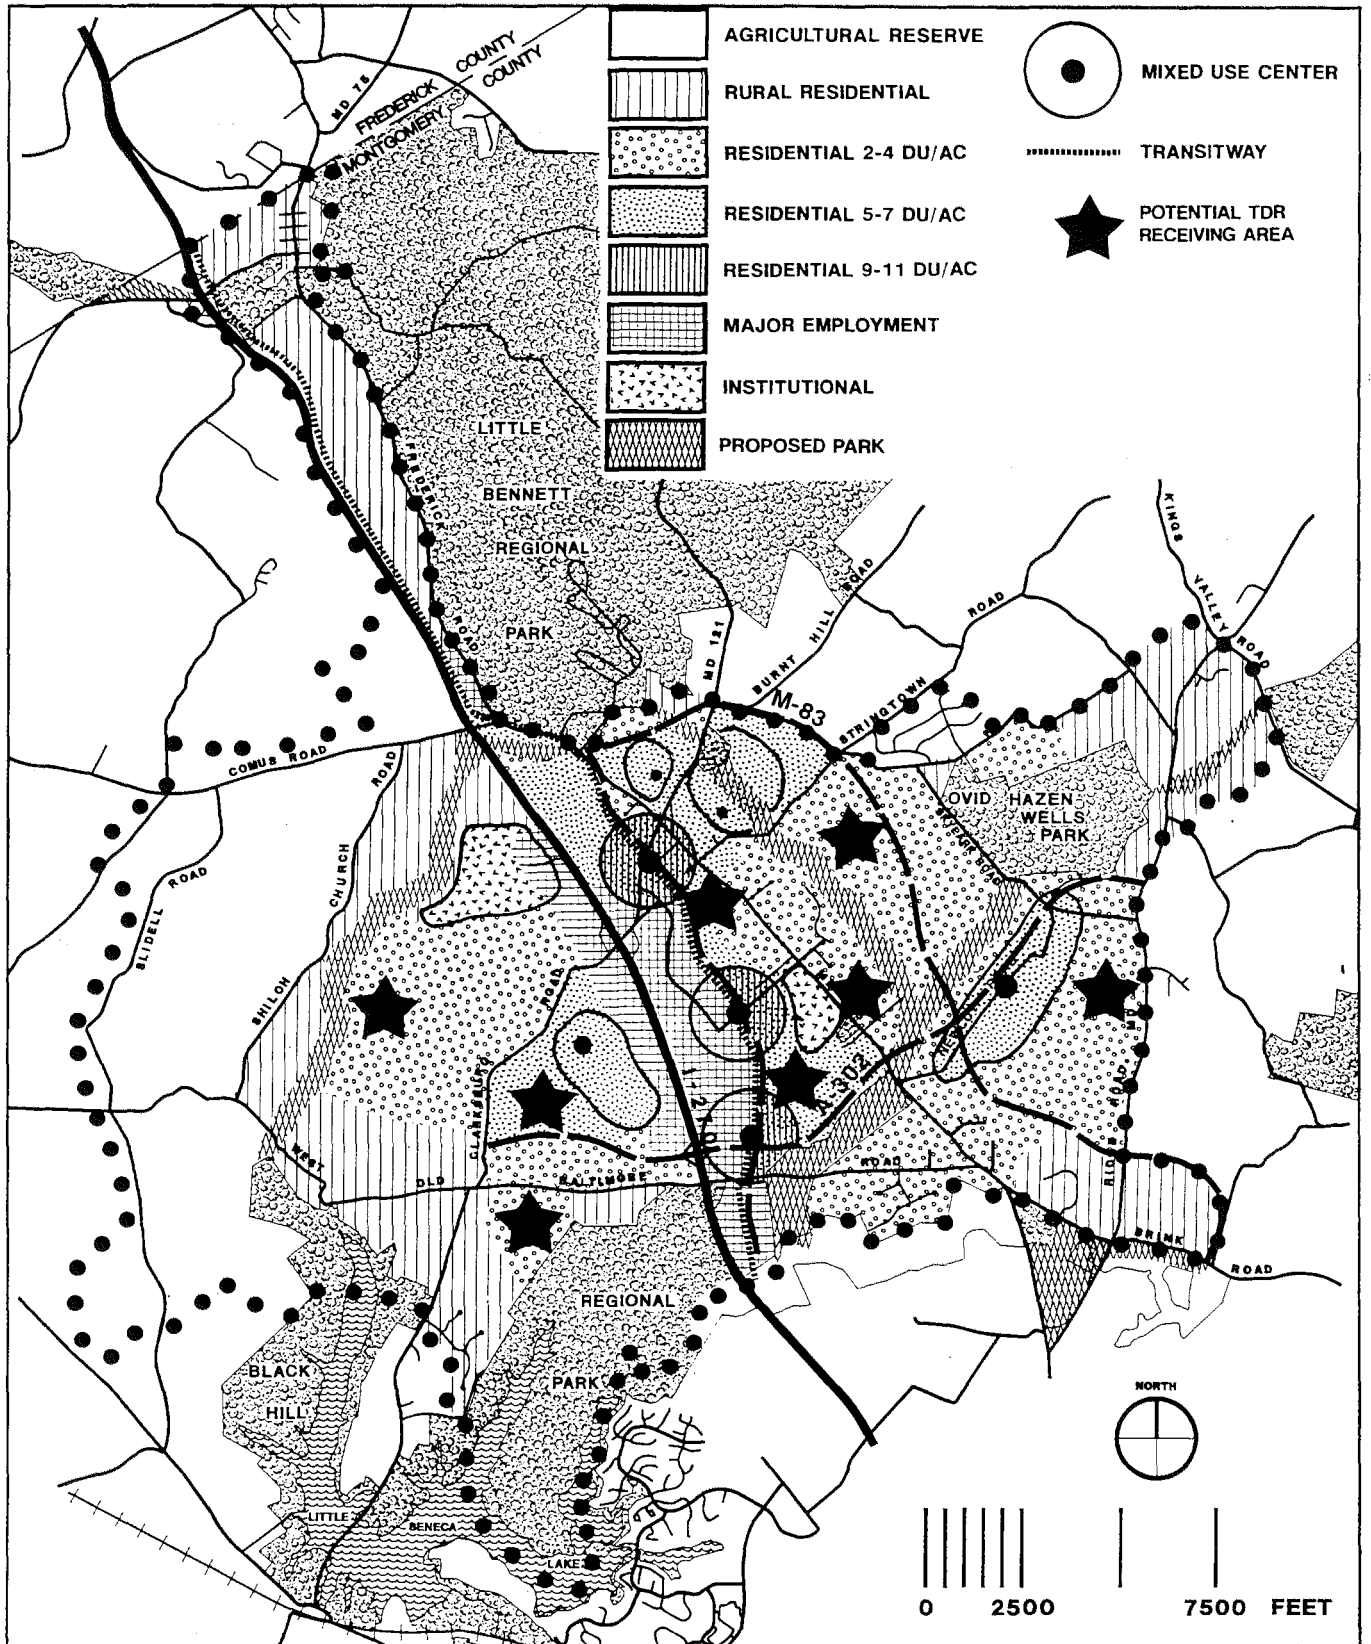 AGRICULTURAL RESERVE
RURAL RESIDENTIAL
RESIDENTIAL 2-4 DU/AC
RESIDENTIAL 5-7 DU/AC
RESIDENTIAL 9-11 DU/AC
MAJOR EMPLOYMENT
INSTITUTIONAL
PROPOSED PARK
MIXED USE CENTER
TRANSITWAY
POTENTIAL TDR
RECEIVING AREA
MD 75
FREDERICK COUNTY
MONTGOMERY COUNTY
LITTLE
BENNETT
REGIONAL
PARK
FREDERICK
ROAD
MD 121
BURNT HILL ROAD
M-83
STRINGTOWN
ROAD
KINGS
VALLEY
ROAD
COMUS ROAD
OVID HAZEN
WELLS
PARK
SHILOH
CHURCH
ROAD
SLIDELL
ROAD
CLARKSBURG
ROAD
I-270
A-302
WEST
OLD
BALTIMORE
ROAD
RIDGE
ROAD
MD
BRINK
ROAD
BLACK
HILL
REGIONAL
PARK
LITTLE
SENECA
LAKE
NORTH
0 2500 7500 FEET